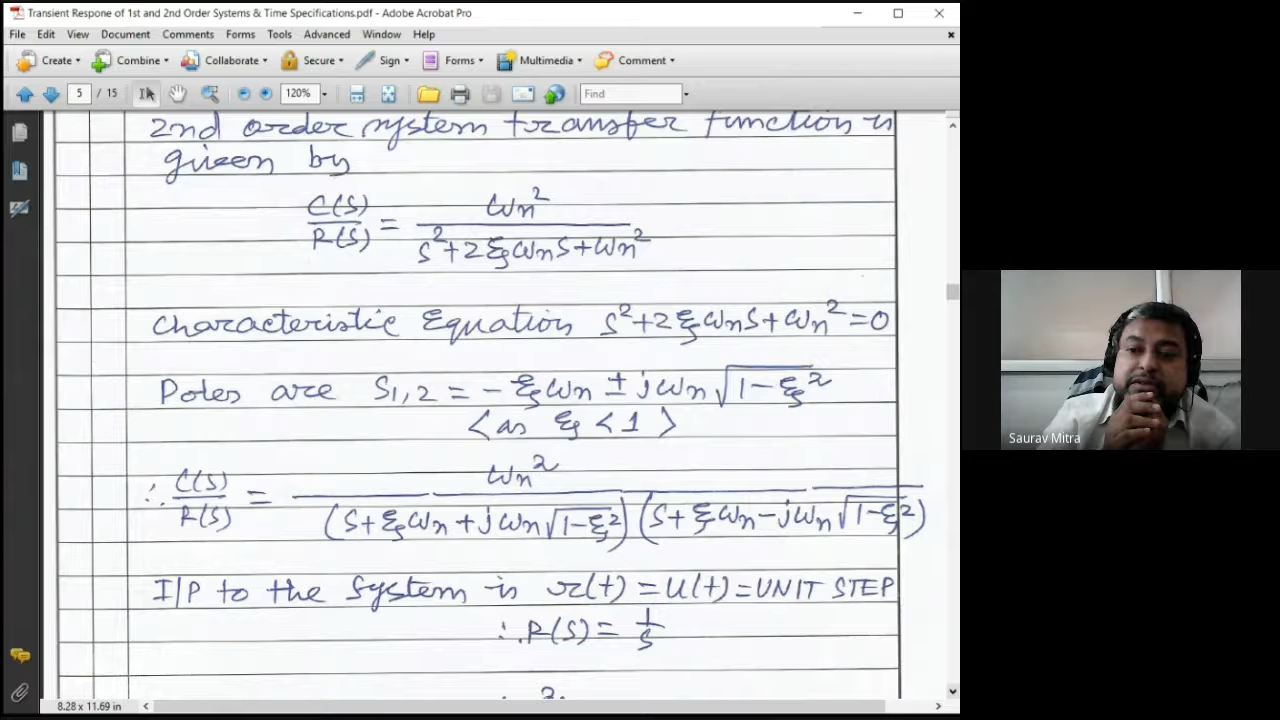 Transient Respone of 1st and 2nd Order Systems & Time Specifications.pdf - Adobe Acrobat Pro
File Edit View Document Comments Forms Tools Advanced Window Help
Create Combine Collaborate Secure Sign Forms Multimedia Comment
5 / 15 120% Find
2nd order system transfer function is
given by
C(S)/R(S) = ωn²/(s²+2ξωnS+ωn²)
Characteristic Equation s²+2ξωnS+ωn²=0
Poles are S1,2 = -ξωn ± jωn√(1-ξ²)
<as ξ < 1>
∴ C(S)/R(S) = ωn²/((S+ξωn+jωn√(1-ξ²))(S+ξωn-jωn√(1-ξ²)))
I/P to the System is r(t) = U(t) = UNIT STEP
∴ R(S) = 1/S
8.28 x 11.69 in
Saurav Mitra